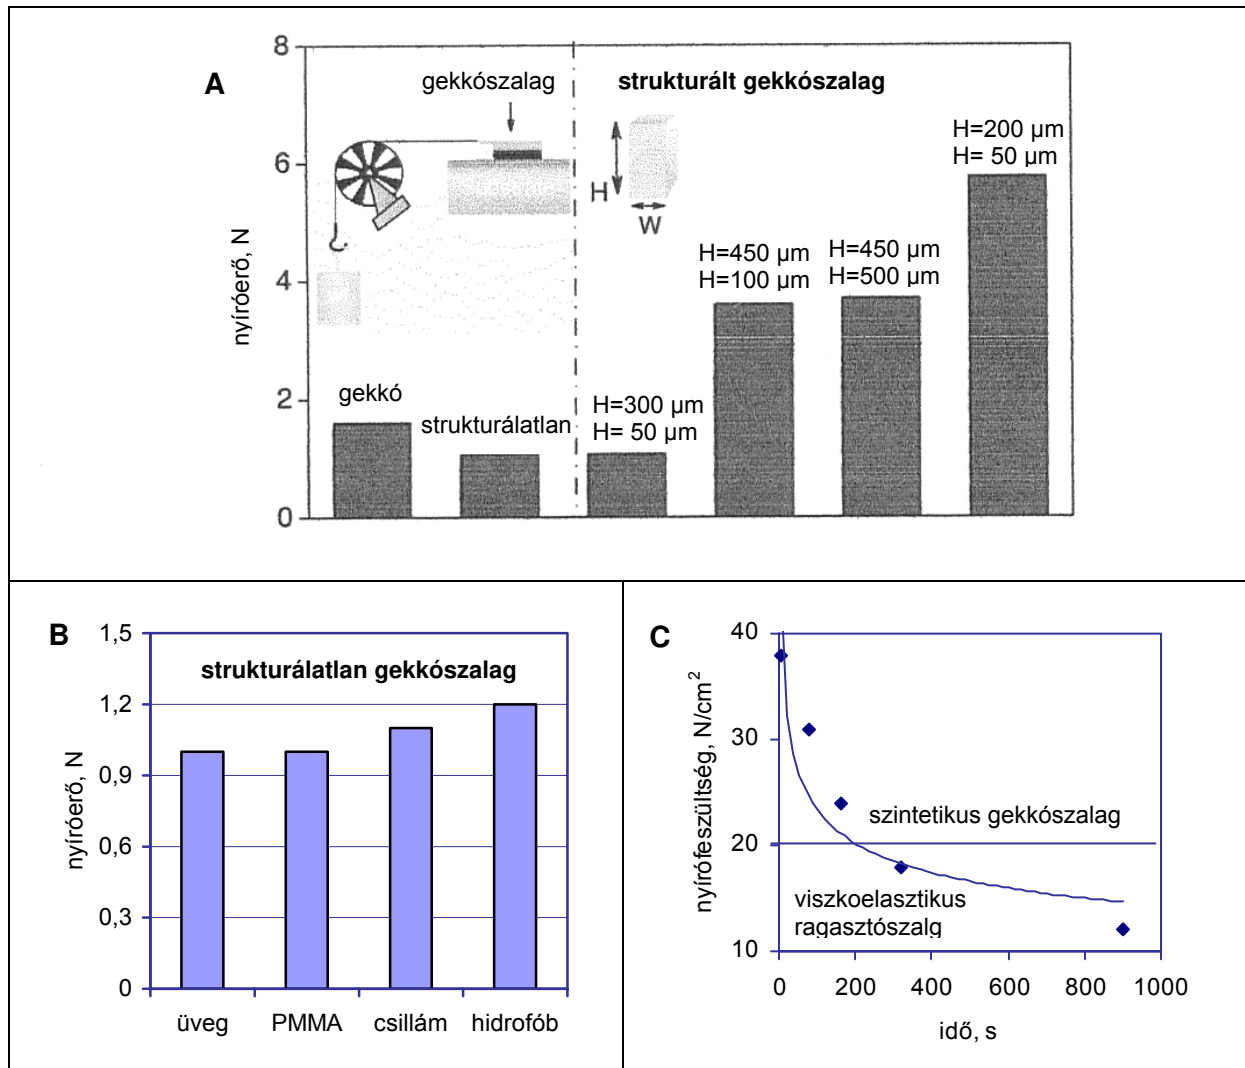 A
nyíróerő, N
8
6
4
2
0
gekkószalag
strukturált gekkószalag
H
W
gekkó
strukturálatlan
H=300 µm
H= 50 µm
H=450 µm
H=100 µm
H=450 µm
H=500 µm
H=200 µm
H= 50 µm
B
strukturálatlan gekkószalag
nyíróerő, N
1,5
1,2
0,9
0,6
0,3
0
üveg PMMA csillám hidrofób
C
nyírófeszültség, N/cm²
40
30
20
10
szintetikus gekkószalag
viszkoelasztikus
ragasztószalg
0 200 400 600 800 1000
idő, s